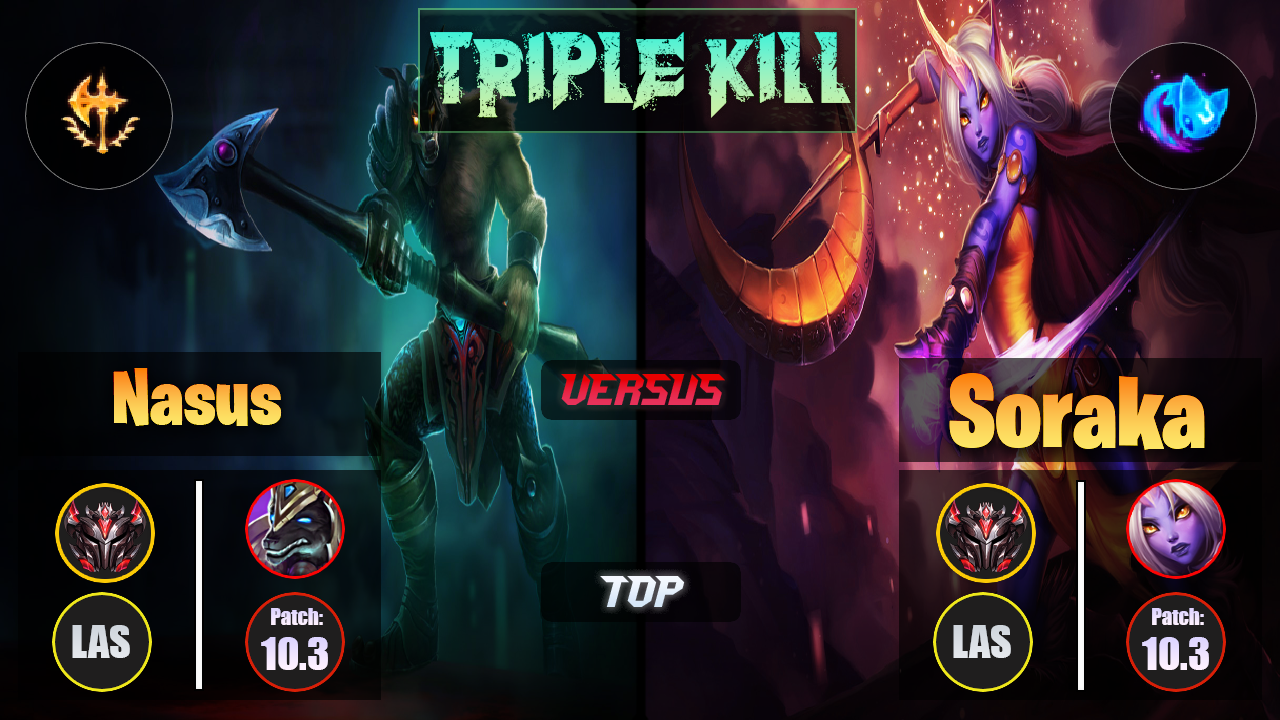 TRIPLE KILL
VERSUS
Nasus
Soraka
TOP
LAS
Patch:
10.3
LAS
Patch:
10.3